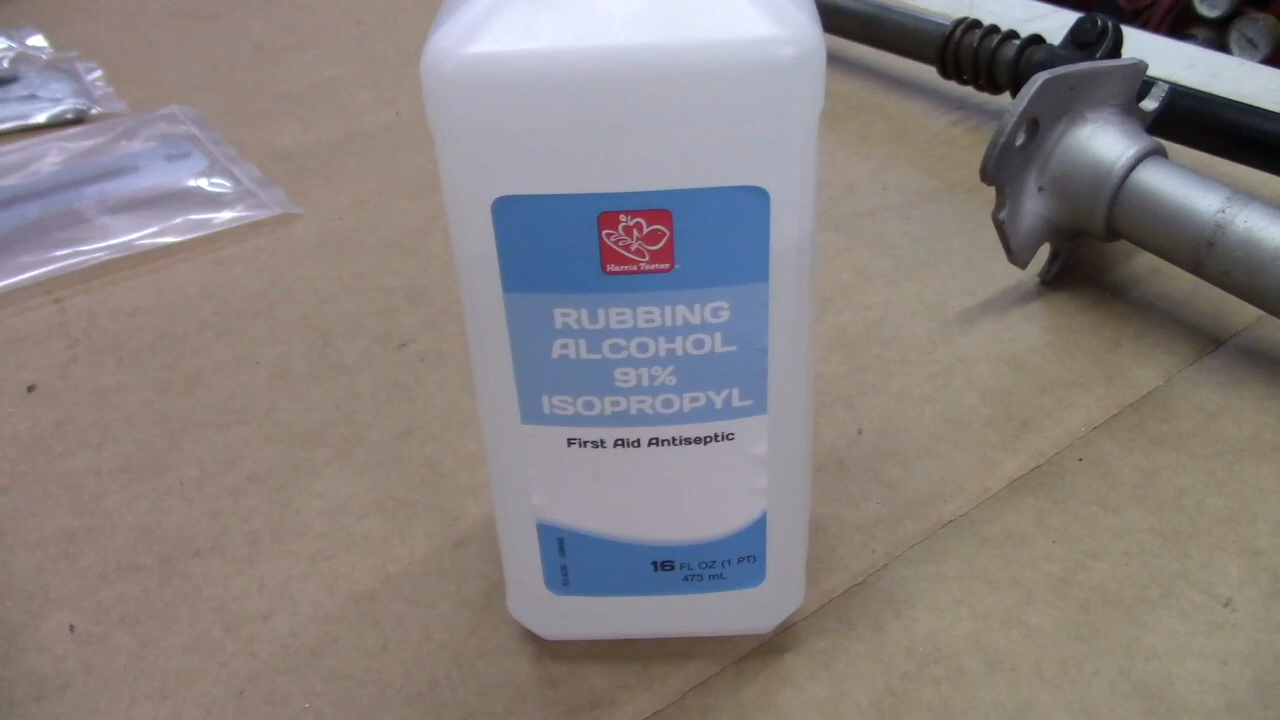 Harris Teeter
RUBBING
ALCOHOL
91%
ISOPROPYL
First Aid Antiseptic
16 FL OZ (1 PT)
473 mL